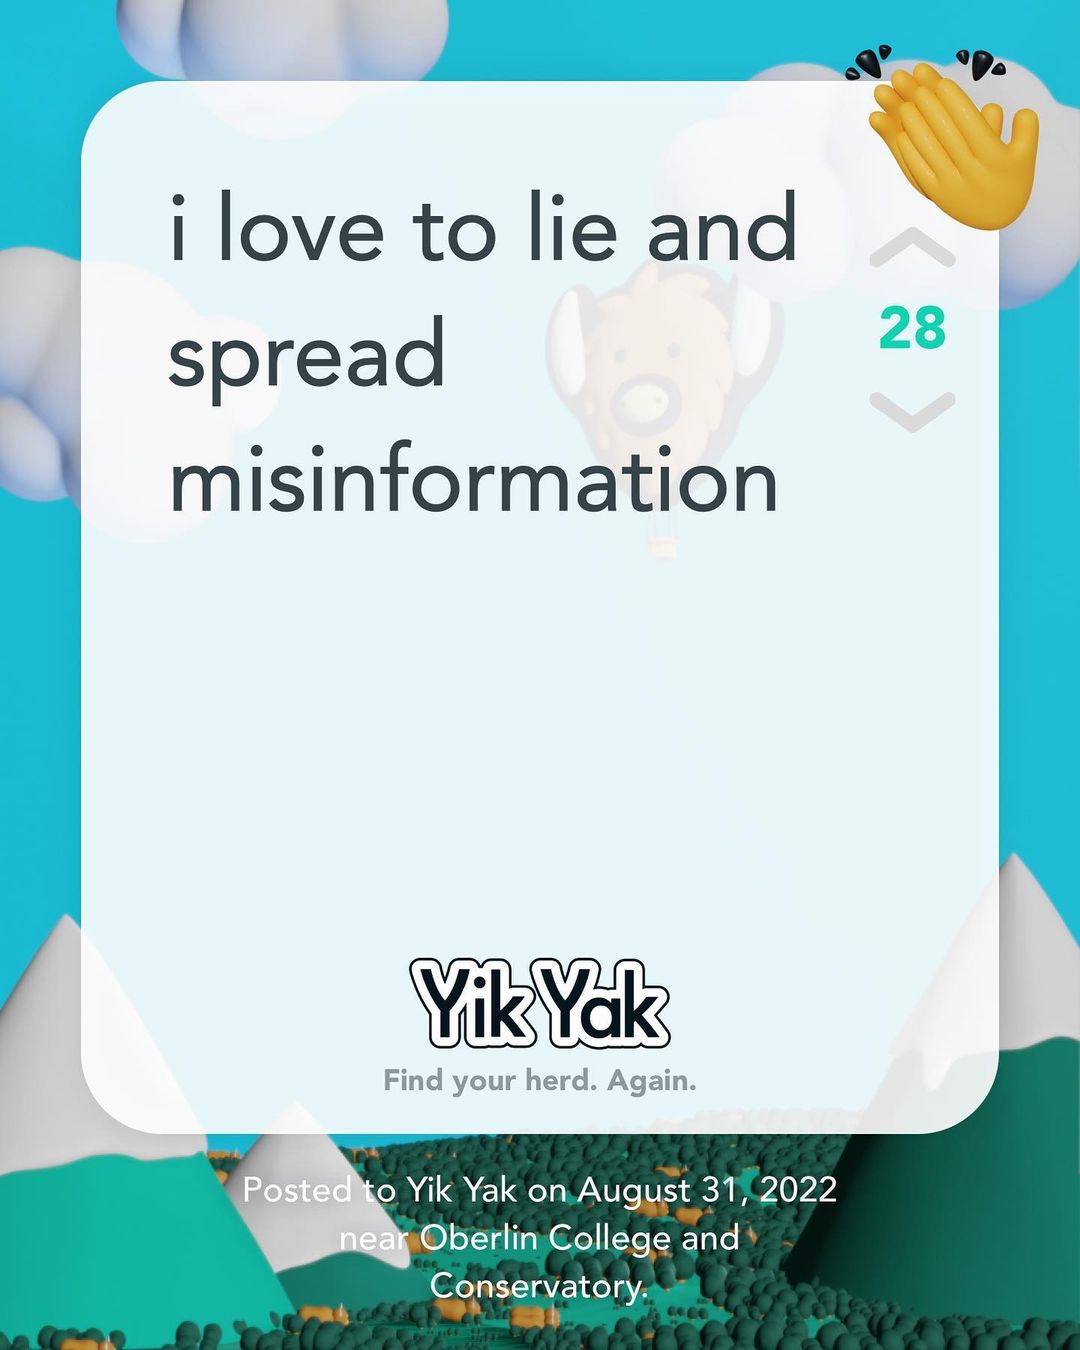 i love to lie and
spread
misinformation
28
Yik Yak
Find your herd. Again.
Posted to Yik Yak on August 31, 2022
near Oberlin College and
Conservatory.